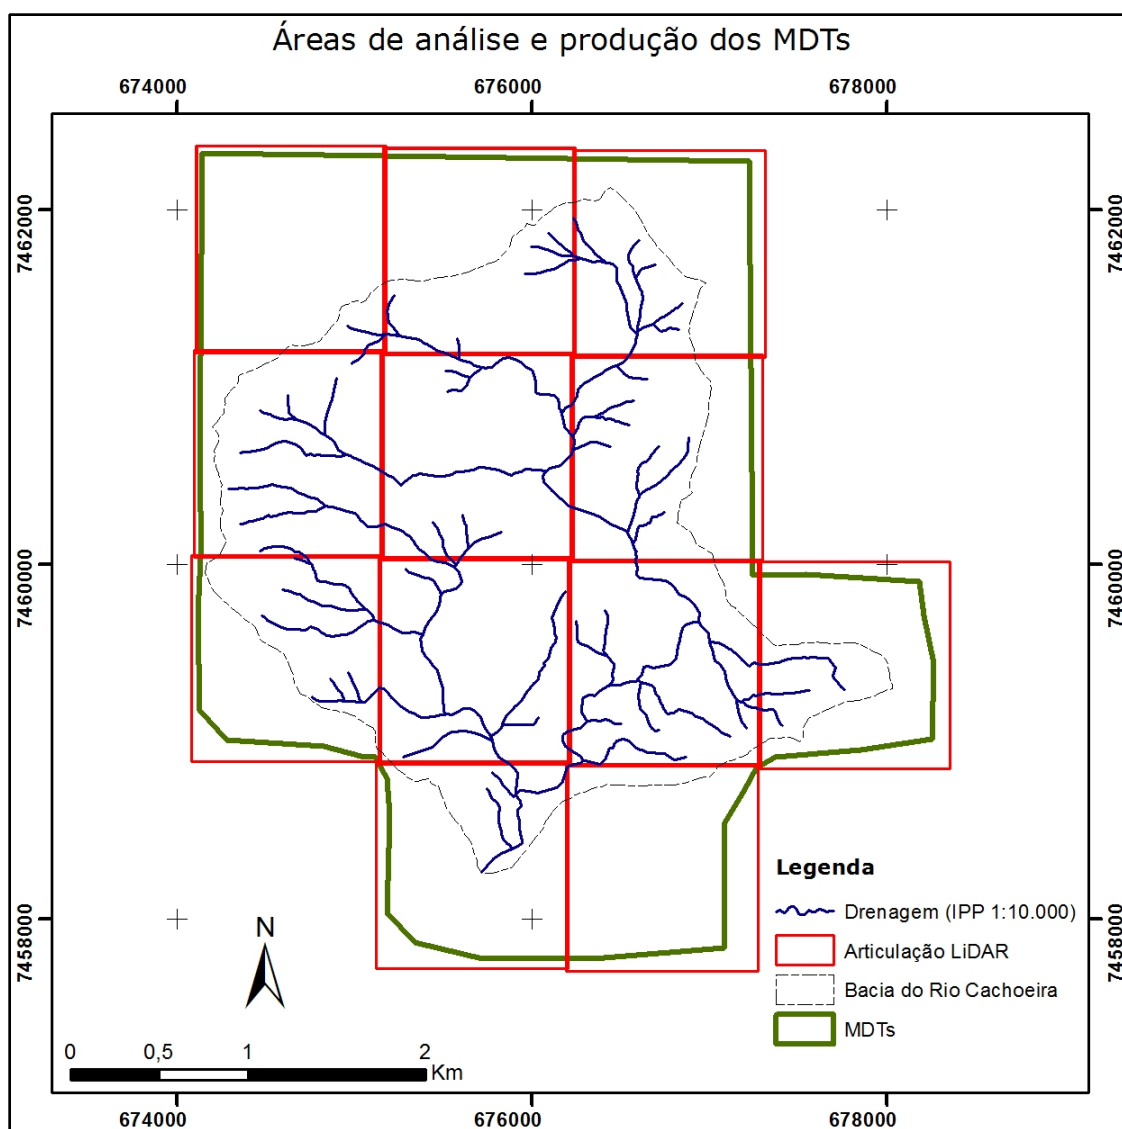 Áreas de análise e produção dos MDTs
674000 676000 678000
7462000 7462000
7460000 7460000
7458000 7458000
N
0 0,5 1 2
Km
Legenda
Drenagem (IPP 1:10.000)
Articulação LiDAR
Bacia do Rio Cachoeira
MDTs
674000 676000 678000